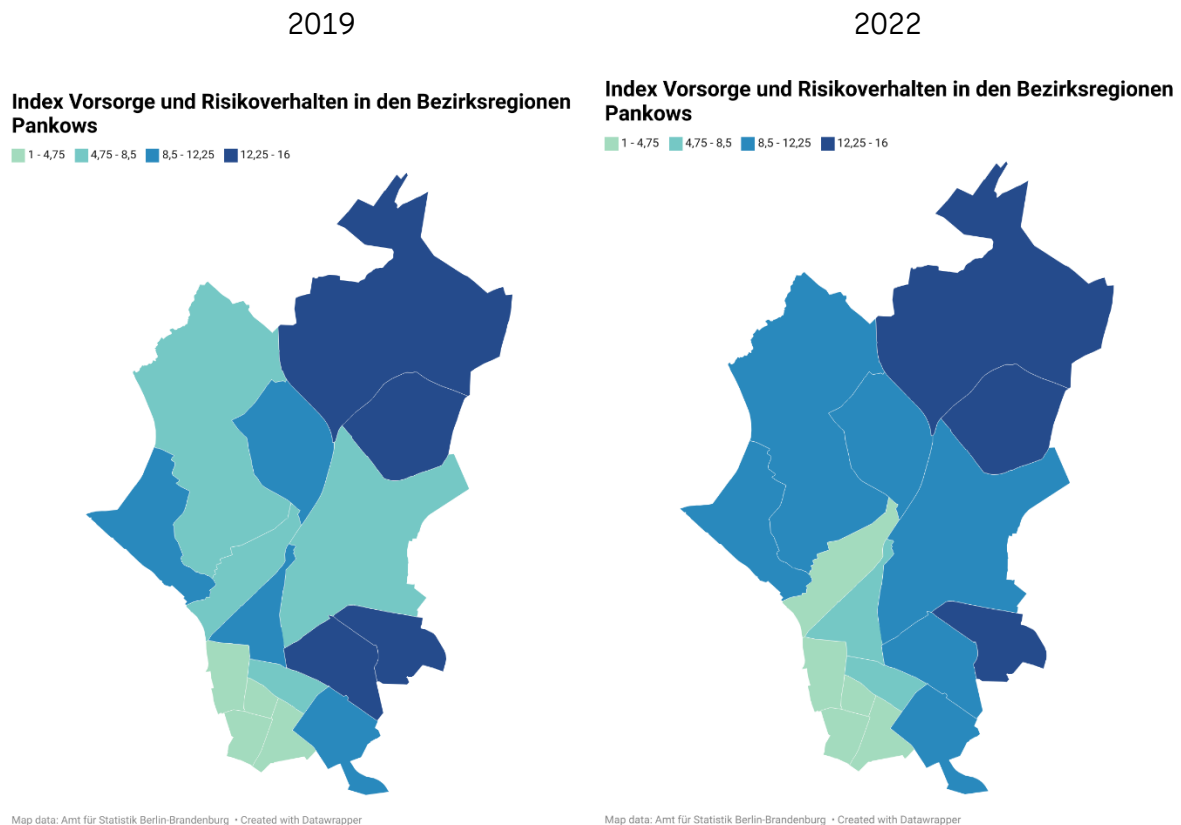 2019
2022
Index Vorsorge und Risikoverhalten in den Bezirksregionen
Pankows
1 - 4,75 4,75 - 8,5 8,5 - 12,25 12,25 - 16
Map data: Amt für Statistik Berlin-Brandenburg • Created with Datawrapper
Index Vorsorge und Risikoverhalten in den Bezirksregionen
Pankows
1 - 4,75 4,75 - 8,5 8,5 - 12,25 12,25 - 16
Map data: Amt für Statistik Berlin-Brandenburg • Created with Datawrapper